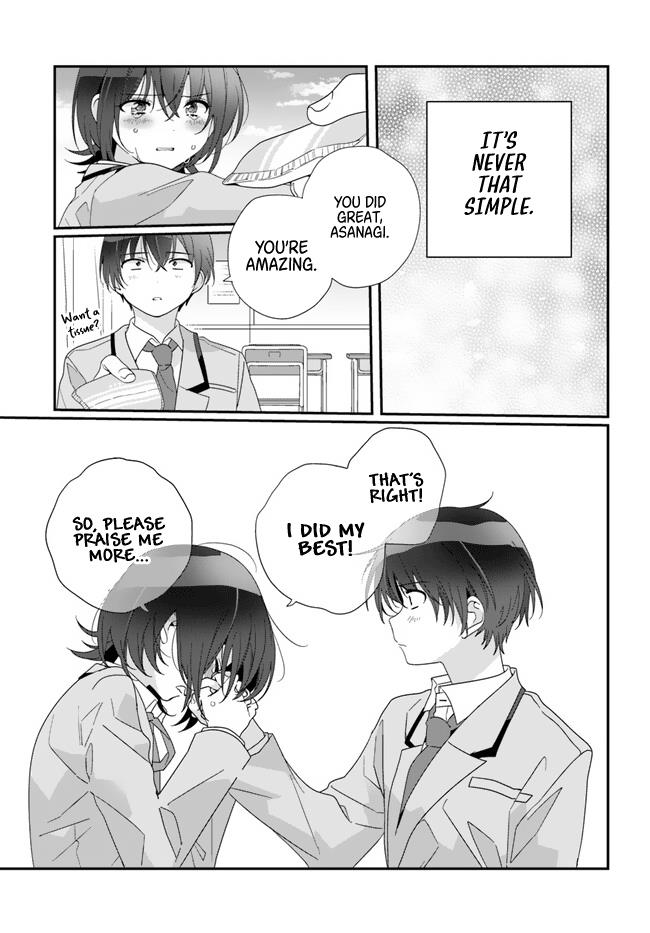 IT'S
NEVER
THAT
SIMPLE.
YOU DID
GREAT,
ASANAGI.
YOU'RE
AMAZING.
Want a
tissue?
THAT'S
RIGHT!
I DID MY
BEST!
SO, PLEASE
PRAISE ME
MORE...